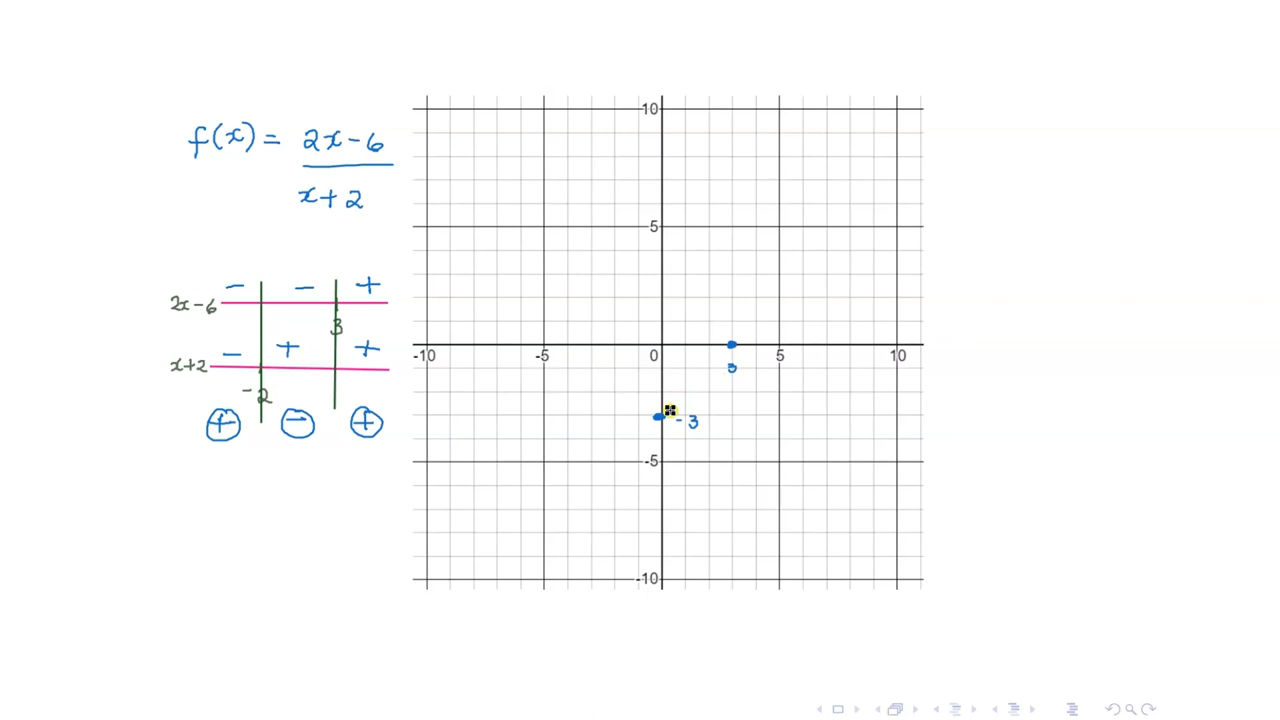 f(x) = 2x-6
x+2
- - +
2x-6
3
- + +
x+2
-2
+ - +
10
5
-10 -5 0 5 10
3
-3
-5
-10